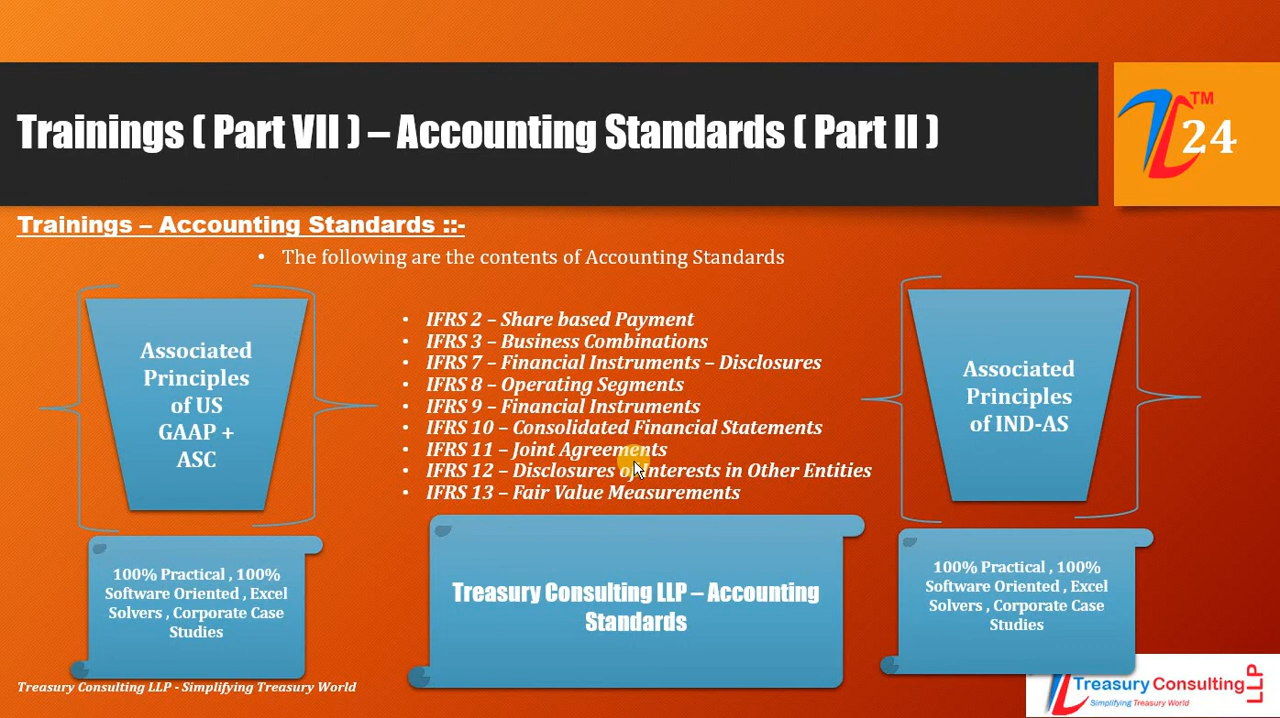 Trainings ( Part VII ) – Accounting Standards ( Part II )
TM
24
Trainings – Accounting Standards ::-
• The following are the contents of Accounting Standards
Associated
Principles
of US
GAAP +
ASC
• IFRS 2 – Share based Payment
• IFRS 3 – Business Combinations
• IFRS 7 – Financial Instruments – Disclosures
• IFRS 8 – Operating Segments
• IFRS 9 – Financial Instruments
• IFRS 10 – Consolidated Financial Statements
• IFRS 11 – Joint Agreements
• IFRS 12 – Disclosures of Interests in Other Entities
• IFRS 13 – Fair Value Measurements
Associated
Principles
of IND-AS
100% Practical , 100%
Software Oriented , Excel
Solvers , Corporate Case
Studies
Treasury Consulting LLP – Accounting
Standards
100% Practical , 100%
Software Oriented , Excel
Solvers , Corporate Case
Studies
Treasury Consulting LLP - Simplifying Treasury World
Treasury Consulting LLP
Simplifying Treasury World